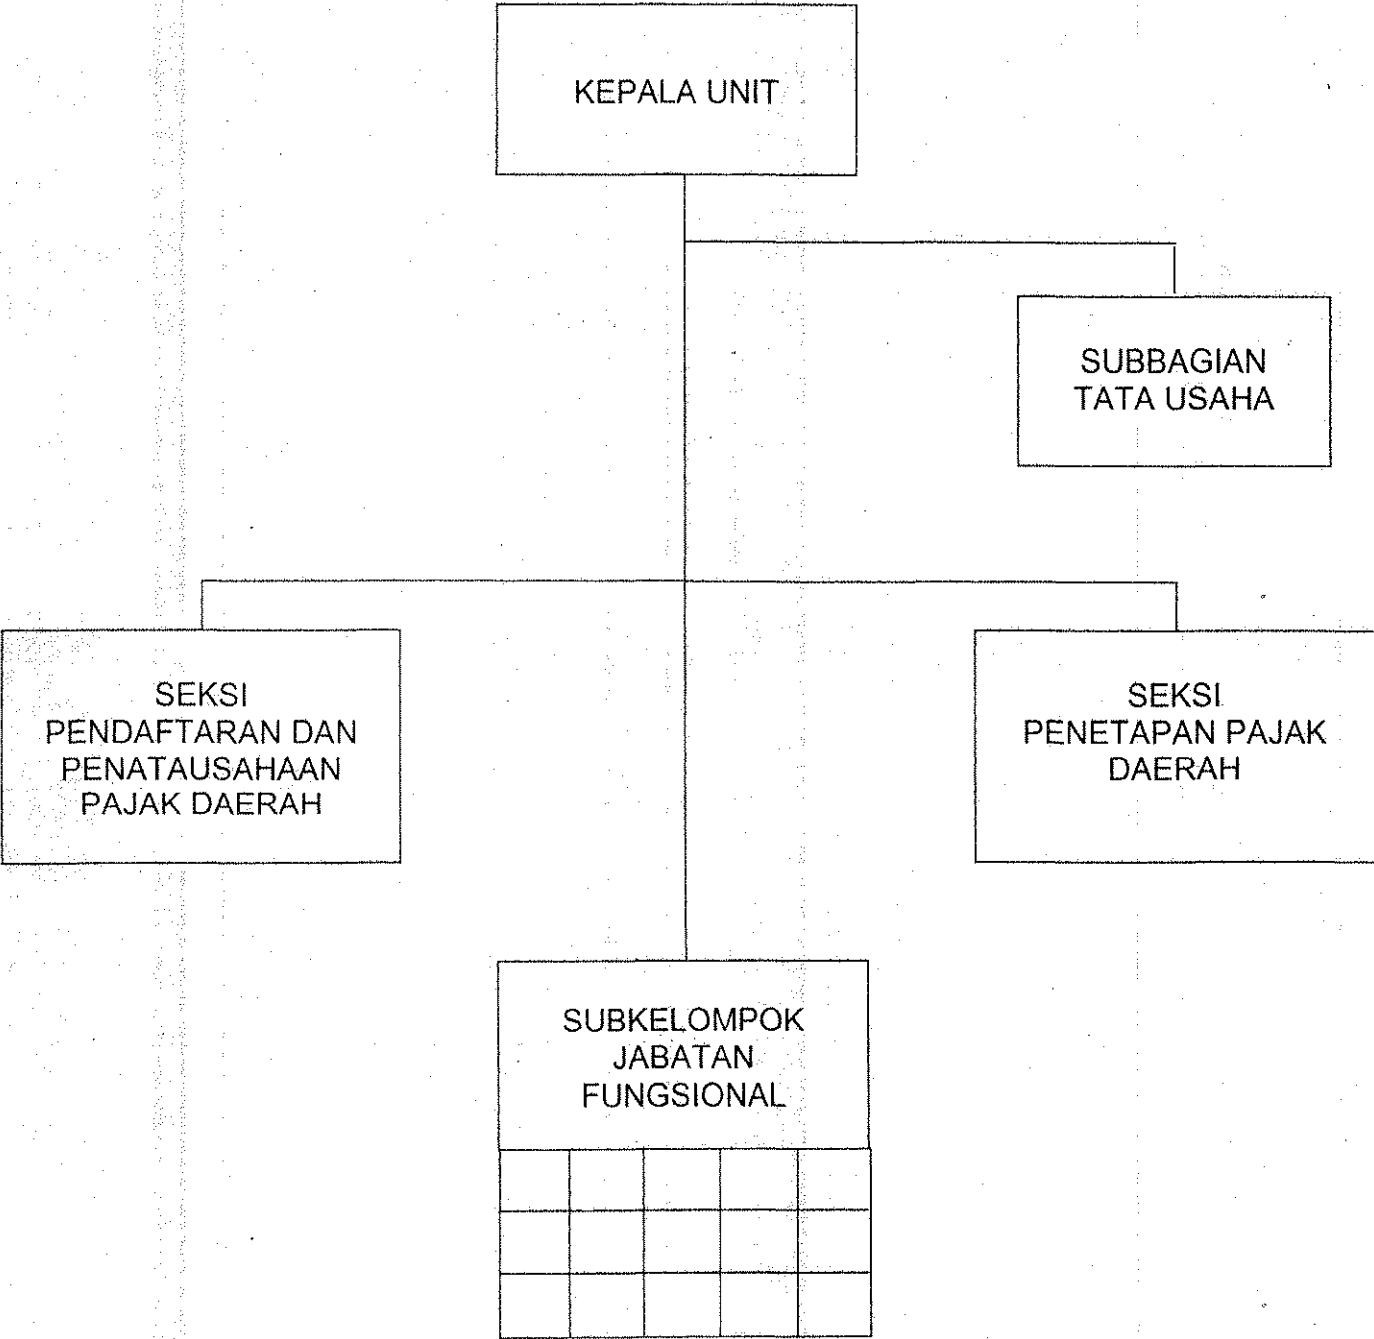 KEPALA UNIT
SUBBAGIAN
TATA USAHA
SEKSI
PENDAFTARAN DAN
PENATAUSAHAAN
PAJAK DAERAH
SEKSI
PENETAPAN PAJAK
DAERAH
SUBKELOMPOK
JABATAN
FUNGSIONAL